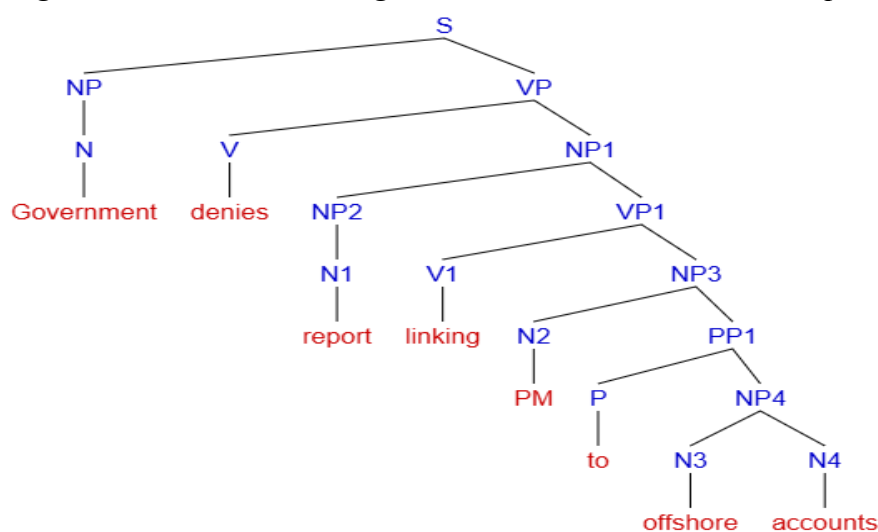 S
NP VP
N V NP1
Government denies NP2 VP1
N1 V1 NP3
report linking N2 PP1
PM P NP4
to N3 N4
offshore accounts